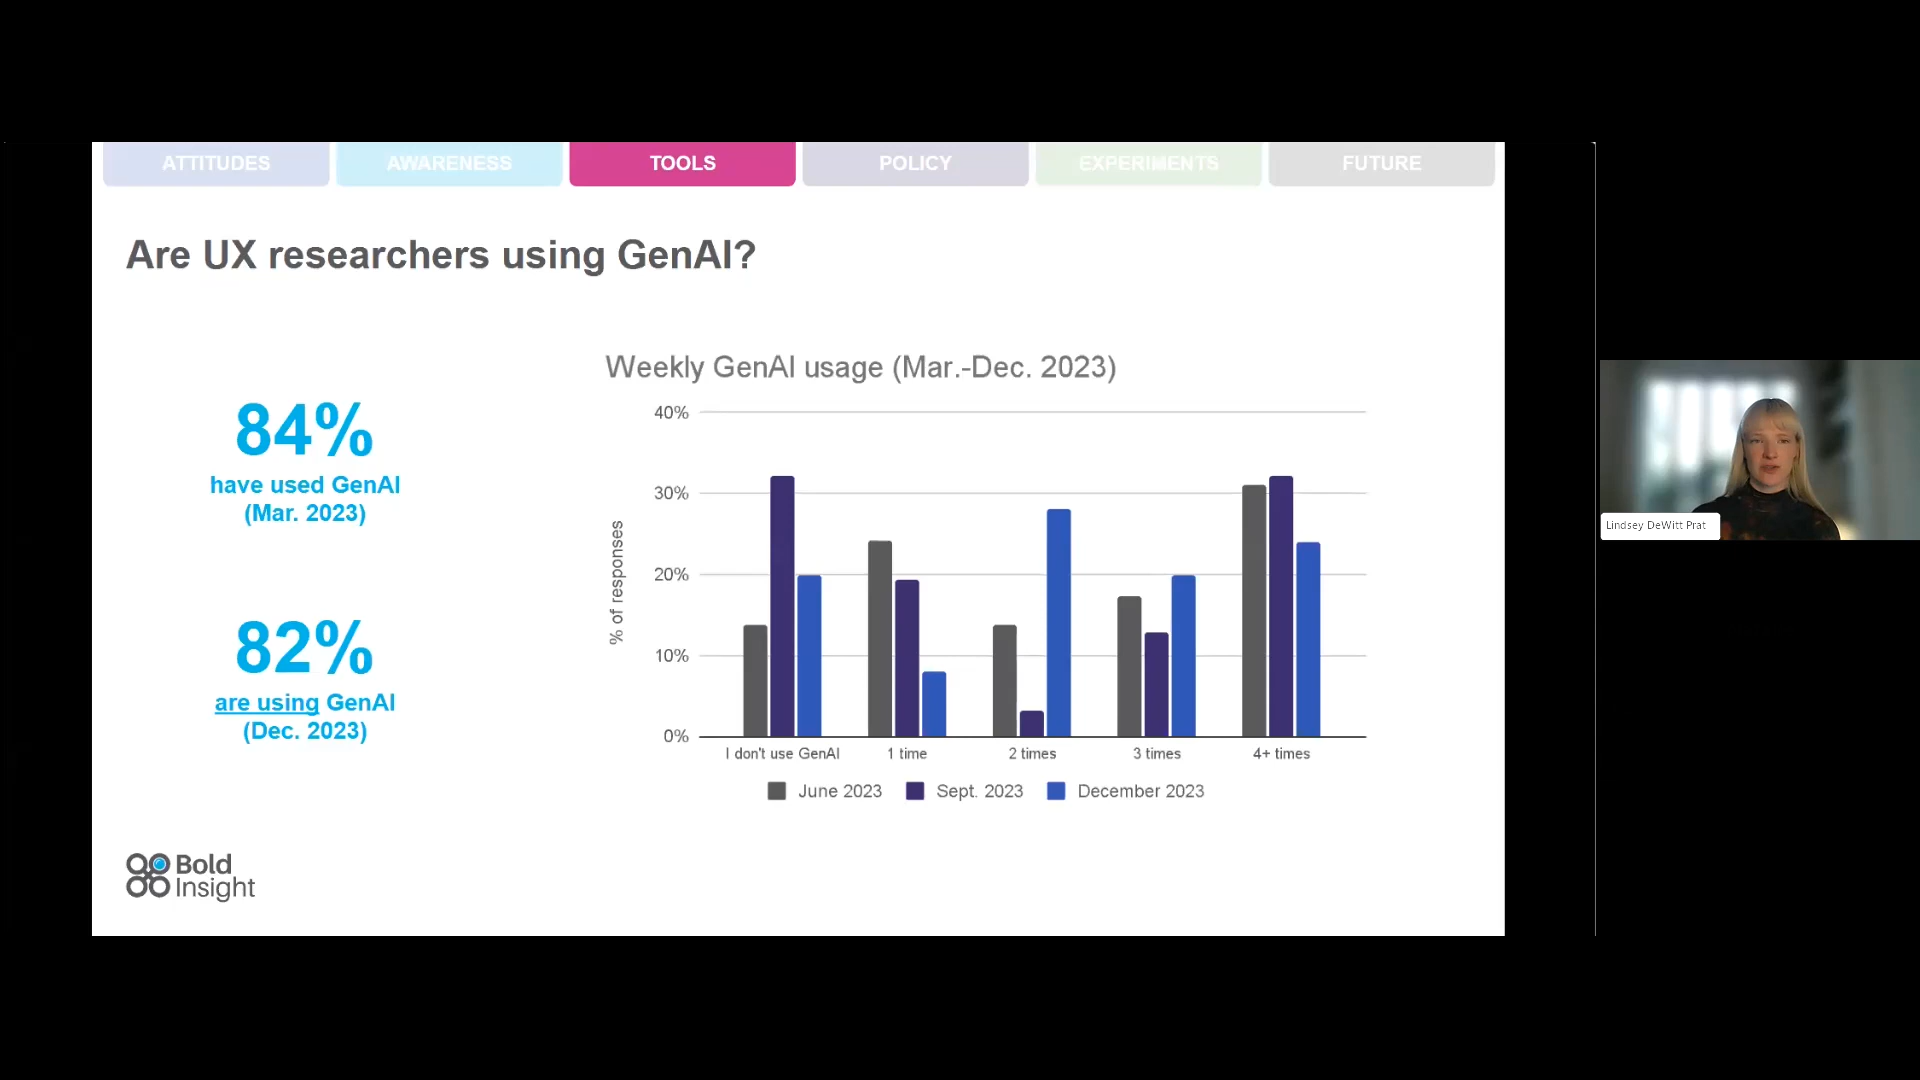 ATTITUDES AWARENESS TOOLS POLICY EXPERIMENTS FUTURE
Are UX researchers using GenAI?
84%
have used GenAI
(Mar. 2023)
82%
are using GenAI
(Dec. 2023)
Weekly GenAI usage (Mar.-Dec. 2023)
% of responses
40%
30%
20%
10%
0%
I don't use GenAI 1 time 2 times 3 times 4+ times
June 2023 Sept. 2023 December 2023
Bold
Insight
Lindsey DeWitt Prat